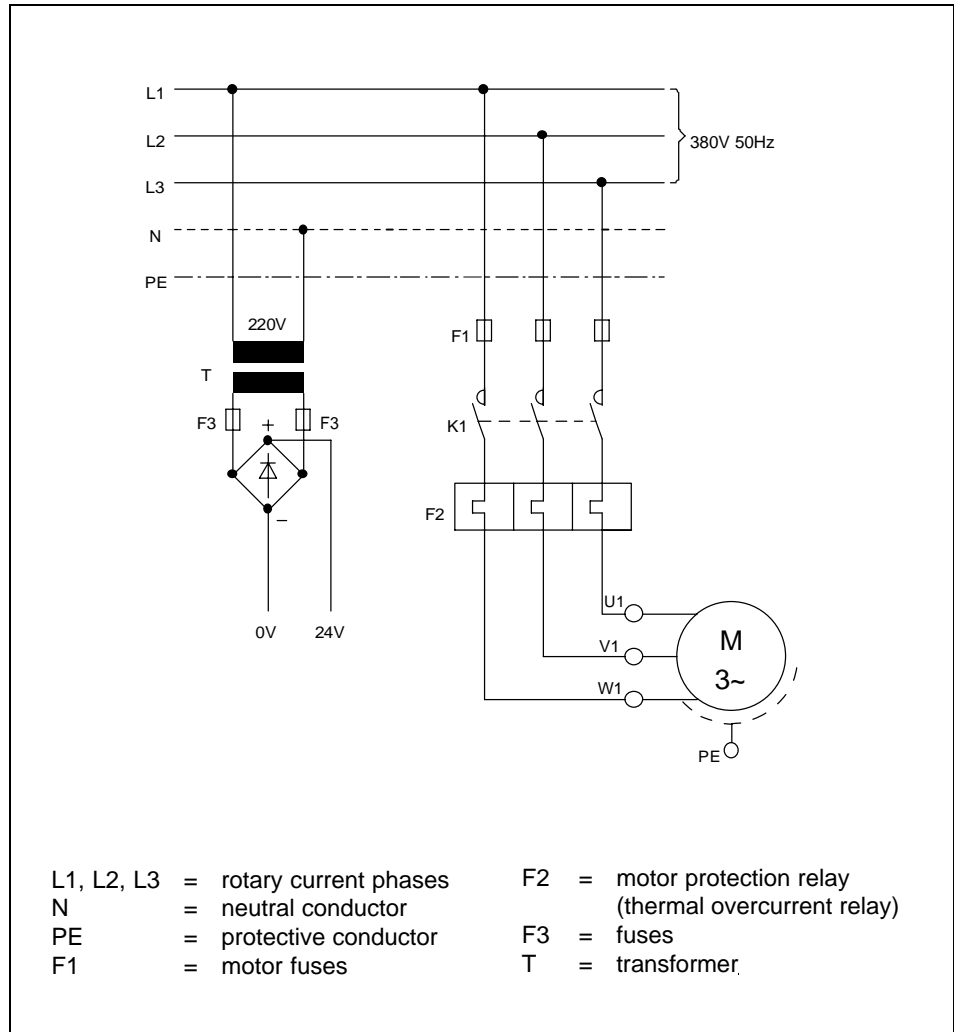 L1
L2
380V 50Hz
L3
N
PE
220V
F1
T
F3
+
F3
K1
F2
–
U1
0V 24V
V1
M
3~
W1
PE
L1, L2, L3 = rotary current phases
N = neutral conductor
PE = protective conductor
F1 = motor fuses
F2 = motor protection relay
(thermal overcurrent relay)
F3 = fuses
T = transformer